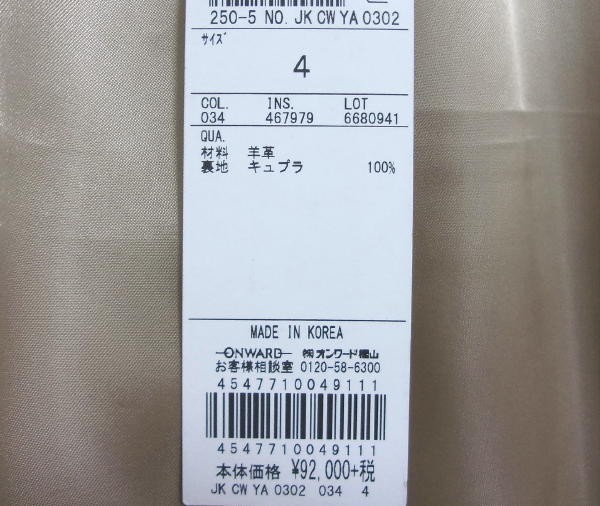 250-5 NO. JK CW YA 0302
サイズ
4
COL. INS. LOT
034 467979 6680941
QUA.
材料 羊革
裏地 キュプラ 100%
MADE IN KOREA
ONWARD ㈱オンワード樫山
お客様相談室 0120-58-6300
4547710049111
4547710049111
本体価格 ¥92,000+税
JK CW YA 0302 034 4